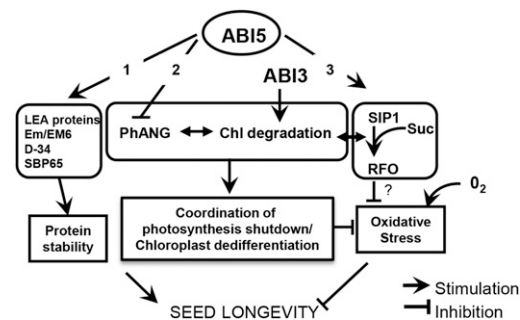 ABI5
1
2
3
ABI3
LEA proteins
Em/EM6
D-34
SBP65
PhANG
Chl degradation
SIP1
Suc
RFO
?
O₂
Protein
stability
Coordination of
photosynthesis shutdown/
Chloroplast dedifferentiation
Oxidative
Stress
SEED LONGEVITY
Stimulation
Inhibition